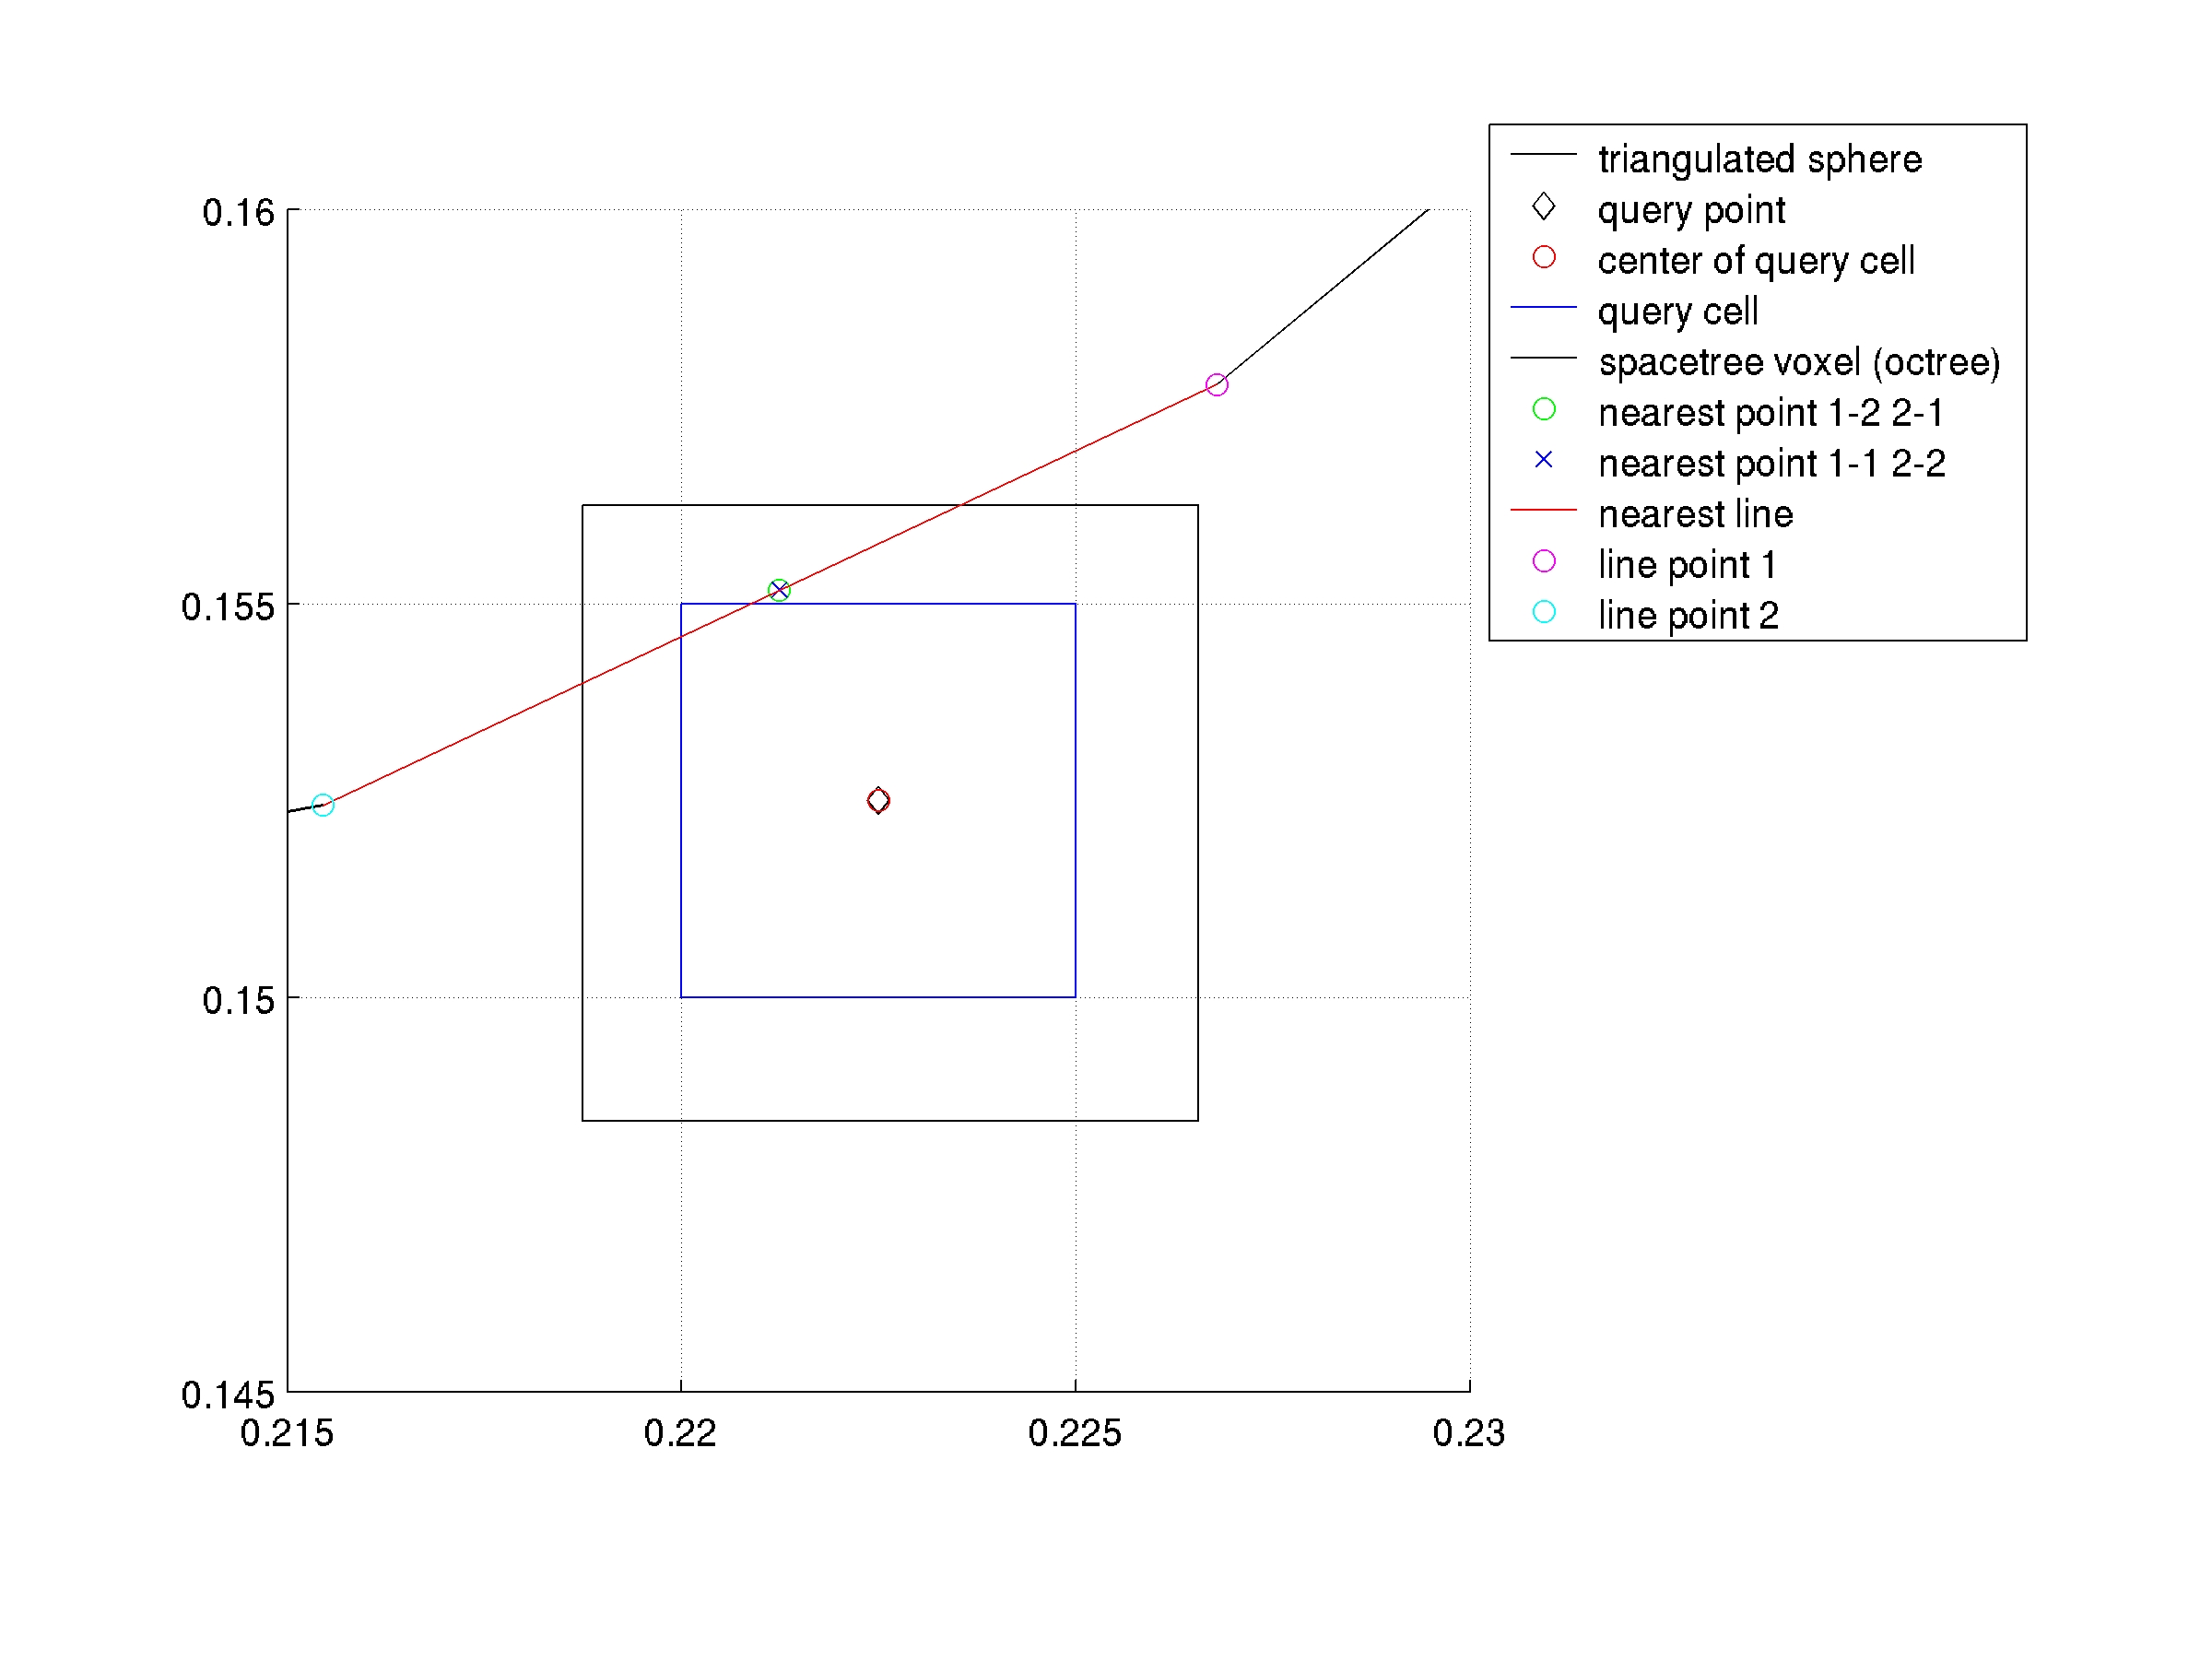 triangulated sphere
query point
center of query cell
query cell
spacetree voxel (octree)
nearest point 1-2 2-1
nearest point 1-1 2-2
nearest line
line point 1
line point 2
0.16
0.155
0.15
0.145
0.215 0.22 0.225 0.23